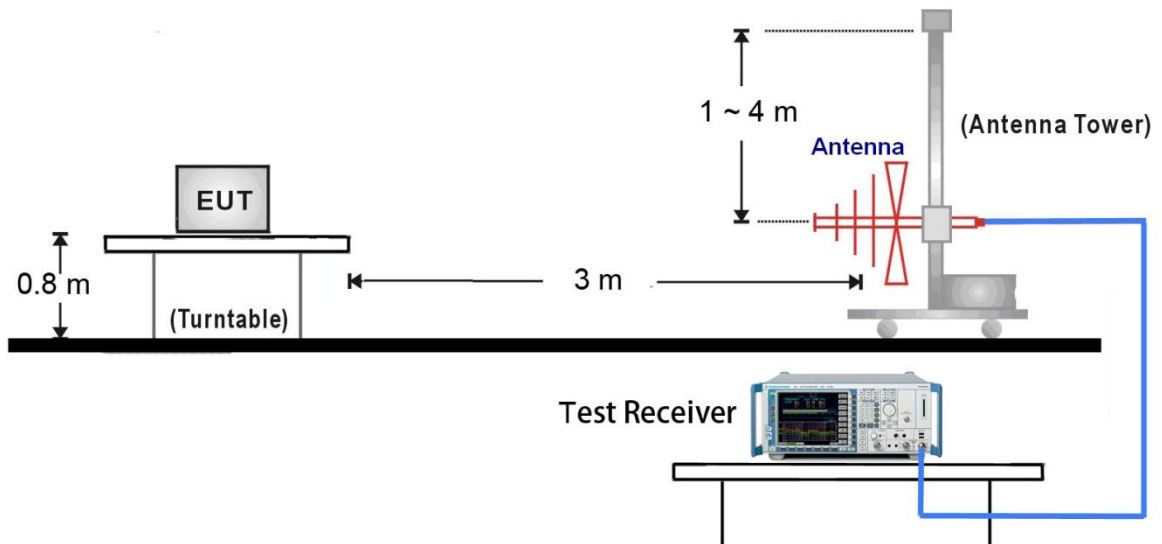 1 ~ 4 m
(Antenna Tower)
Antenna
EUT
0.8 m
3 m
(Turntable)
Test Receiver